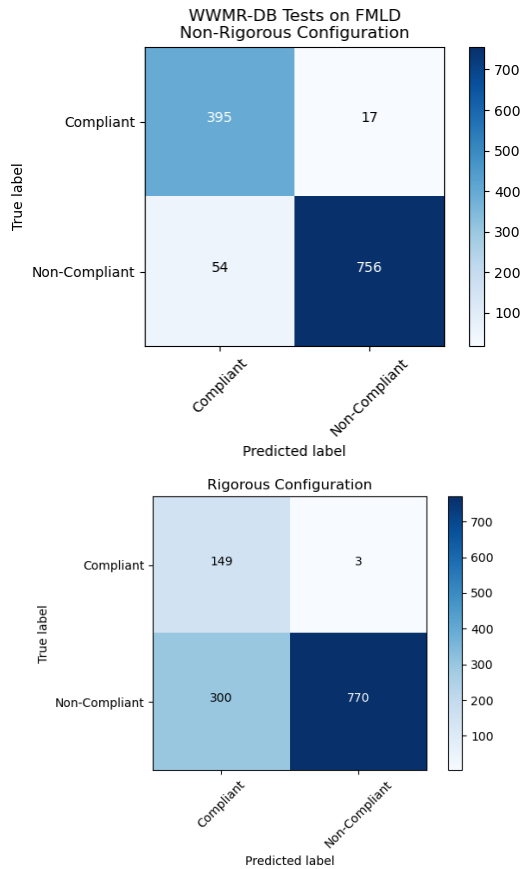 WWMR-DB Tests on FMLD
Non-Rigorous Configuration
Compliant
Non-Compliant
True label
395
17
54
756
700
600
500
400
300
200
100
Compliant
Non-Compliant
Predicted label
Rigorous Configuration
Compliant
Non-Compliant
True label
149
3
300
770
700
600
500
400
300
200
100
Compliant
Non-Compliant
Predicted label